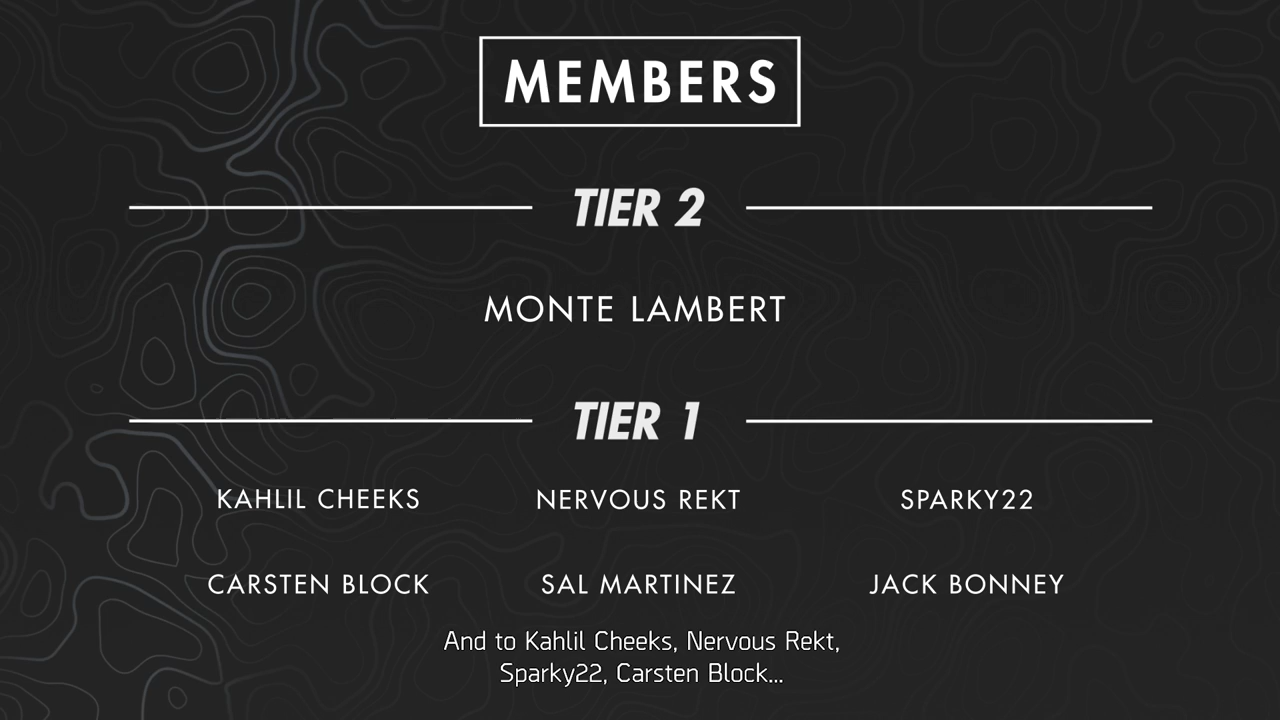 MEMBERS
TIER 2
MONTE LAMBERT
TIER 1
KAHLIL CHEEKS NERVOUS REKT SPARKY22
CARSTEN BLOCK SAL MARTINEZ JACK BONNEY
And to Kahlil Cheeks, Nervous Rekt,
Sparky22, Carsten Block...